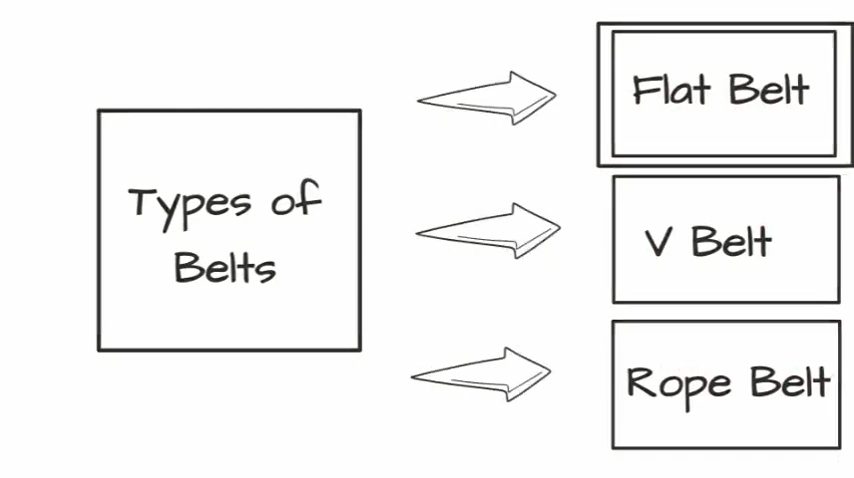 Types of
Belts
Flat Belt
V Belt
Rope Belt